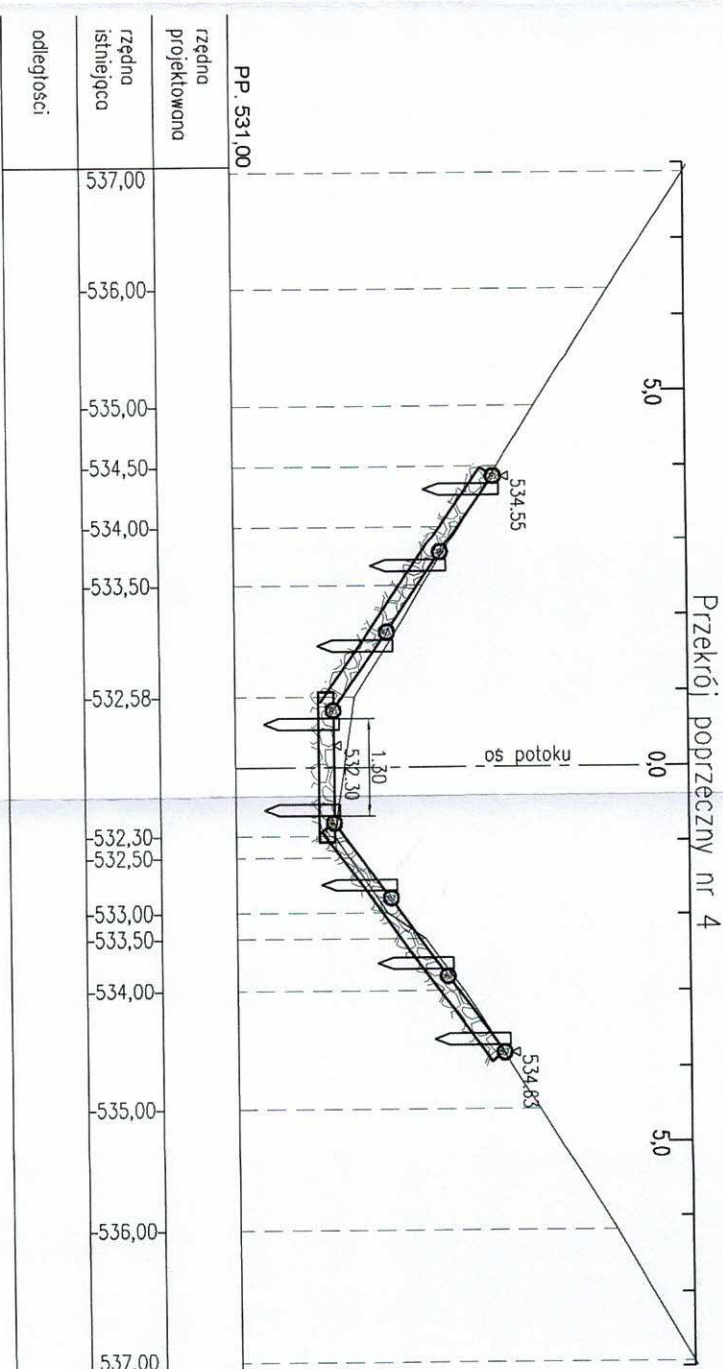 Przekrój poprzeczny nr 4
5,0
0,0
5,0
oś potoku
534.55
1.30
532.30
534.83
PP. 531,00
rzędna
projektowana
rzędna
istniejąca
537,00
536,00
535,00
534,50
534,00
533,50
532,58
532,30
532,50
533,00
533,50
534,00
535,00
536,00
537,00
odległości